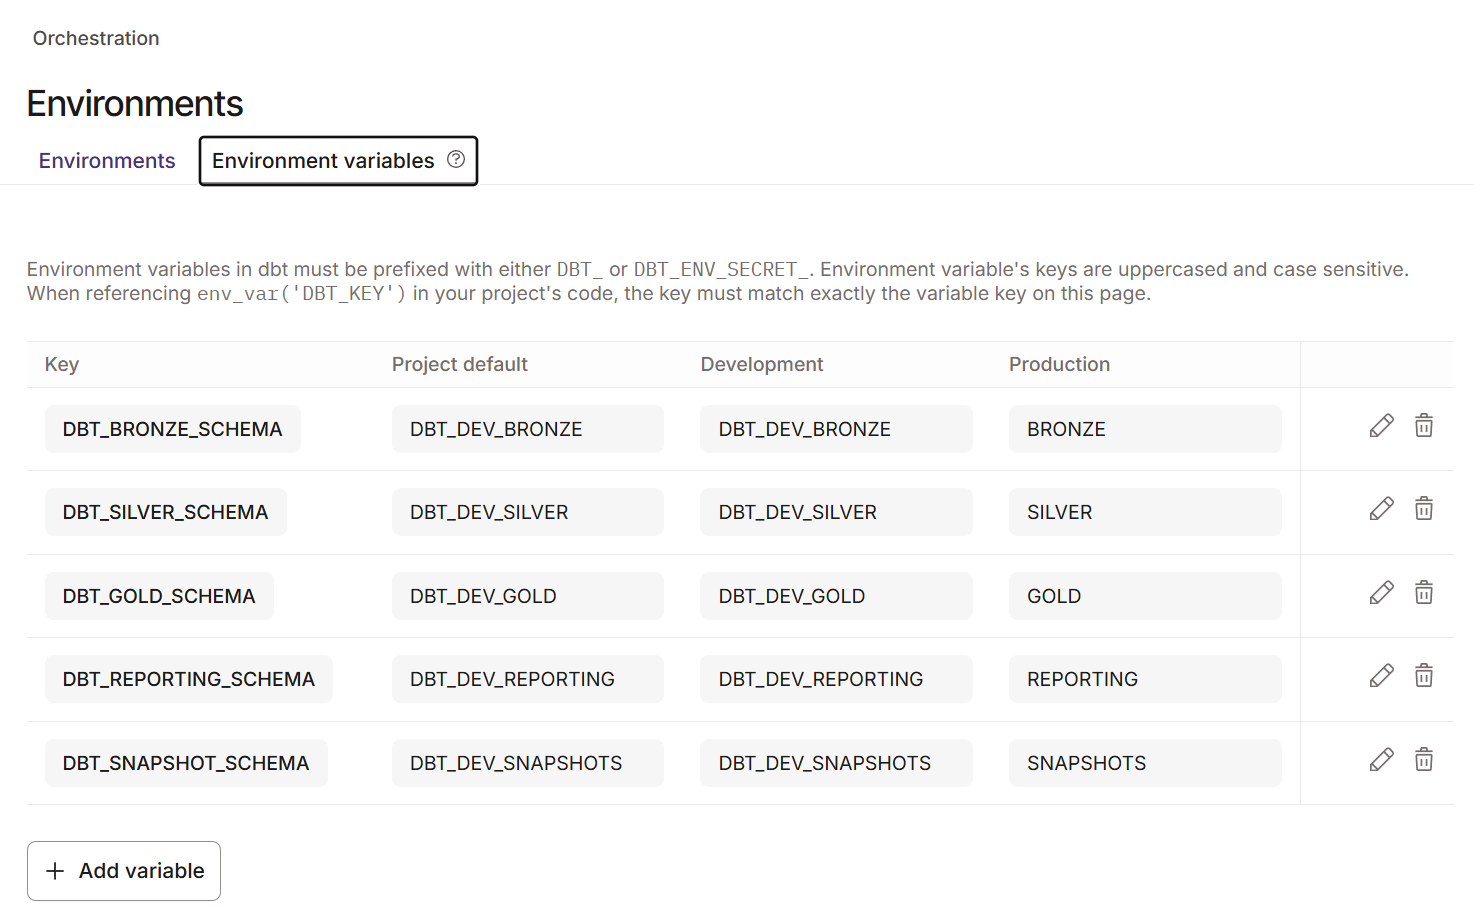 Orchestration
Environments
Environments Environment variables
Environment variables in dbt must be prefixed with either DBT_ or DBT_ENV_SECRET_. Environment variable's keys are uppercased and case sensitive.
When referencing env_var('DBT_KEY') in your project's code, the key must match exactly the variable key on this page.
Key Project default Development Production
DBT_BRONZE_SCHEMA DBT_DEV_BRONZE DBT_DEV_BRONZE BRONZE
DBT_SILVER_SCHEMA DBT_DEV_SILVER DBT_DEV_SILVER SILVER
DBT_GOLD_SCHEMA DBT_DEV_GOLD DBT_DEV_GOLD GOLD
DBT_REPORTING_SCHEMA DBT_DEV_REPORTING DBT_DEV_REPORTING REPORTING
DBT_SNAPSHOT_SCHEMA DBT_DEV_SNAPSHOTS DBT_DEV_SNAPSHOTS SNAPSHOTS
+ Add variable